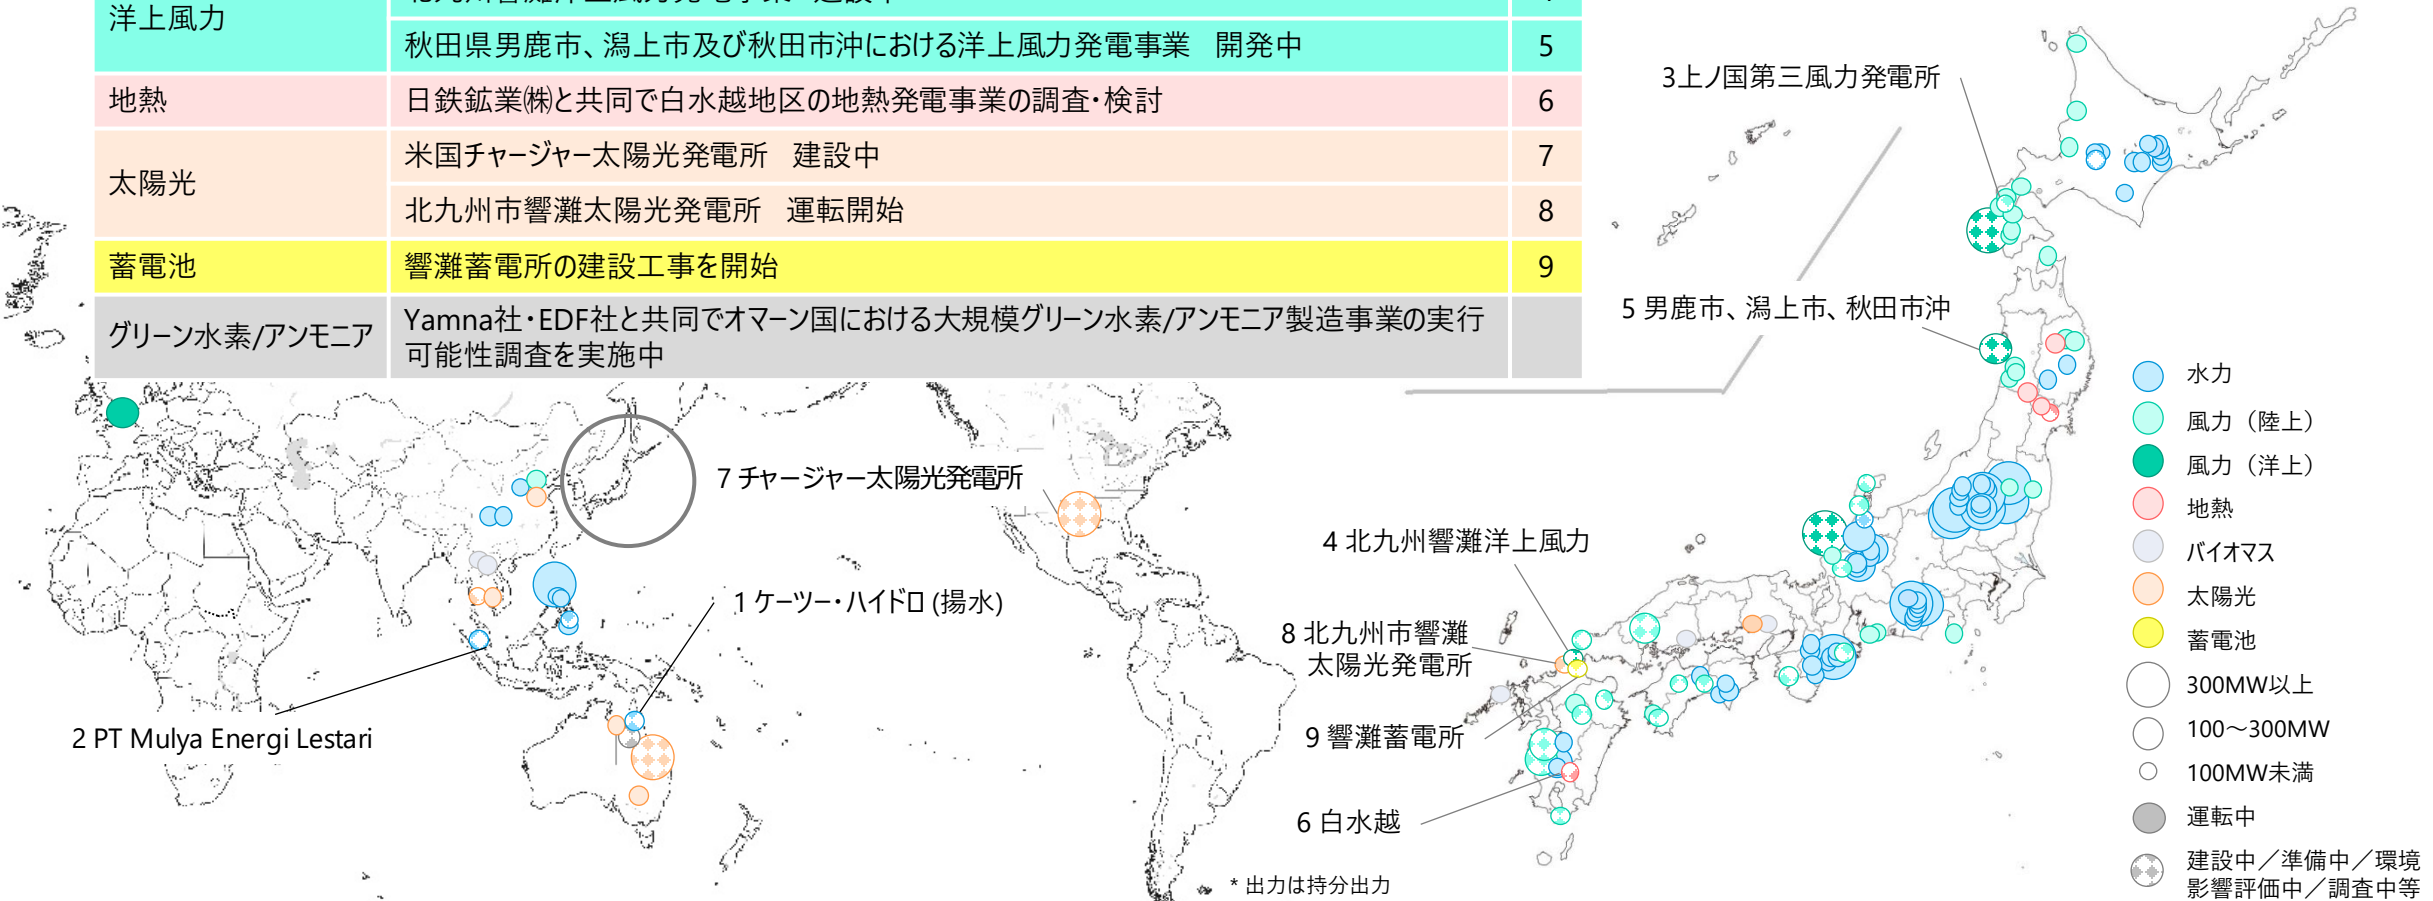 洋上風力
秋田県男鹿市、潟上市及び秋田市沖における洋上風力発電事業　開発中
5
地熱
日鉄鉱業㈱と共同で白水越地区の地熱発電事業の調査・検討
6
太陽光
米国チャージャー太陽光発電所　建設中
7
北九州市響灘太陽光発電所　運転開始
8
蓄電池
響灘蓄電所の建設工事を開始
9
グリーン水素/アンモニア
Yamna社・EDF社と共同でオマーン国における大規模グリーン水素/アンモニア製造事業の実行
可能性調査を実施中
3上ノ国第三風力発電所
5 男鹿市、潟上市、秋田市沖
7 チャージャー太陽光発電所
4 北九州響灘洋上風力
1 ケーツー・ハイドロ (揚水)
8 北九州市響灘
太陽光発電所
2 PT Mulya Energi Lestari
9 響灘蓄電所
6 白水越
* 出力は持分出力
水力
風力（陸上）
風力（洋上）
地熱
バイオマス
太陽光
蓄電池
300MW以上
100～300MW
100MW未満
運転中
建設中／準備中／環境
影響評価中／調査中等